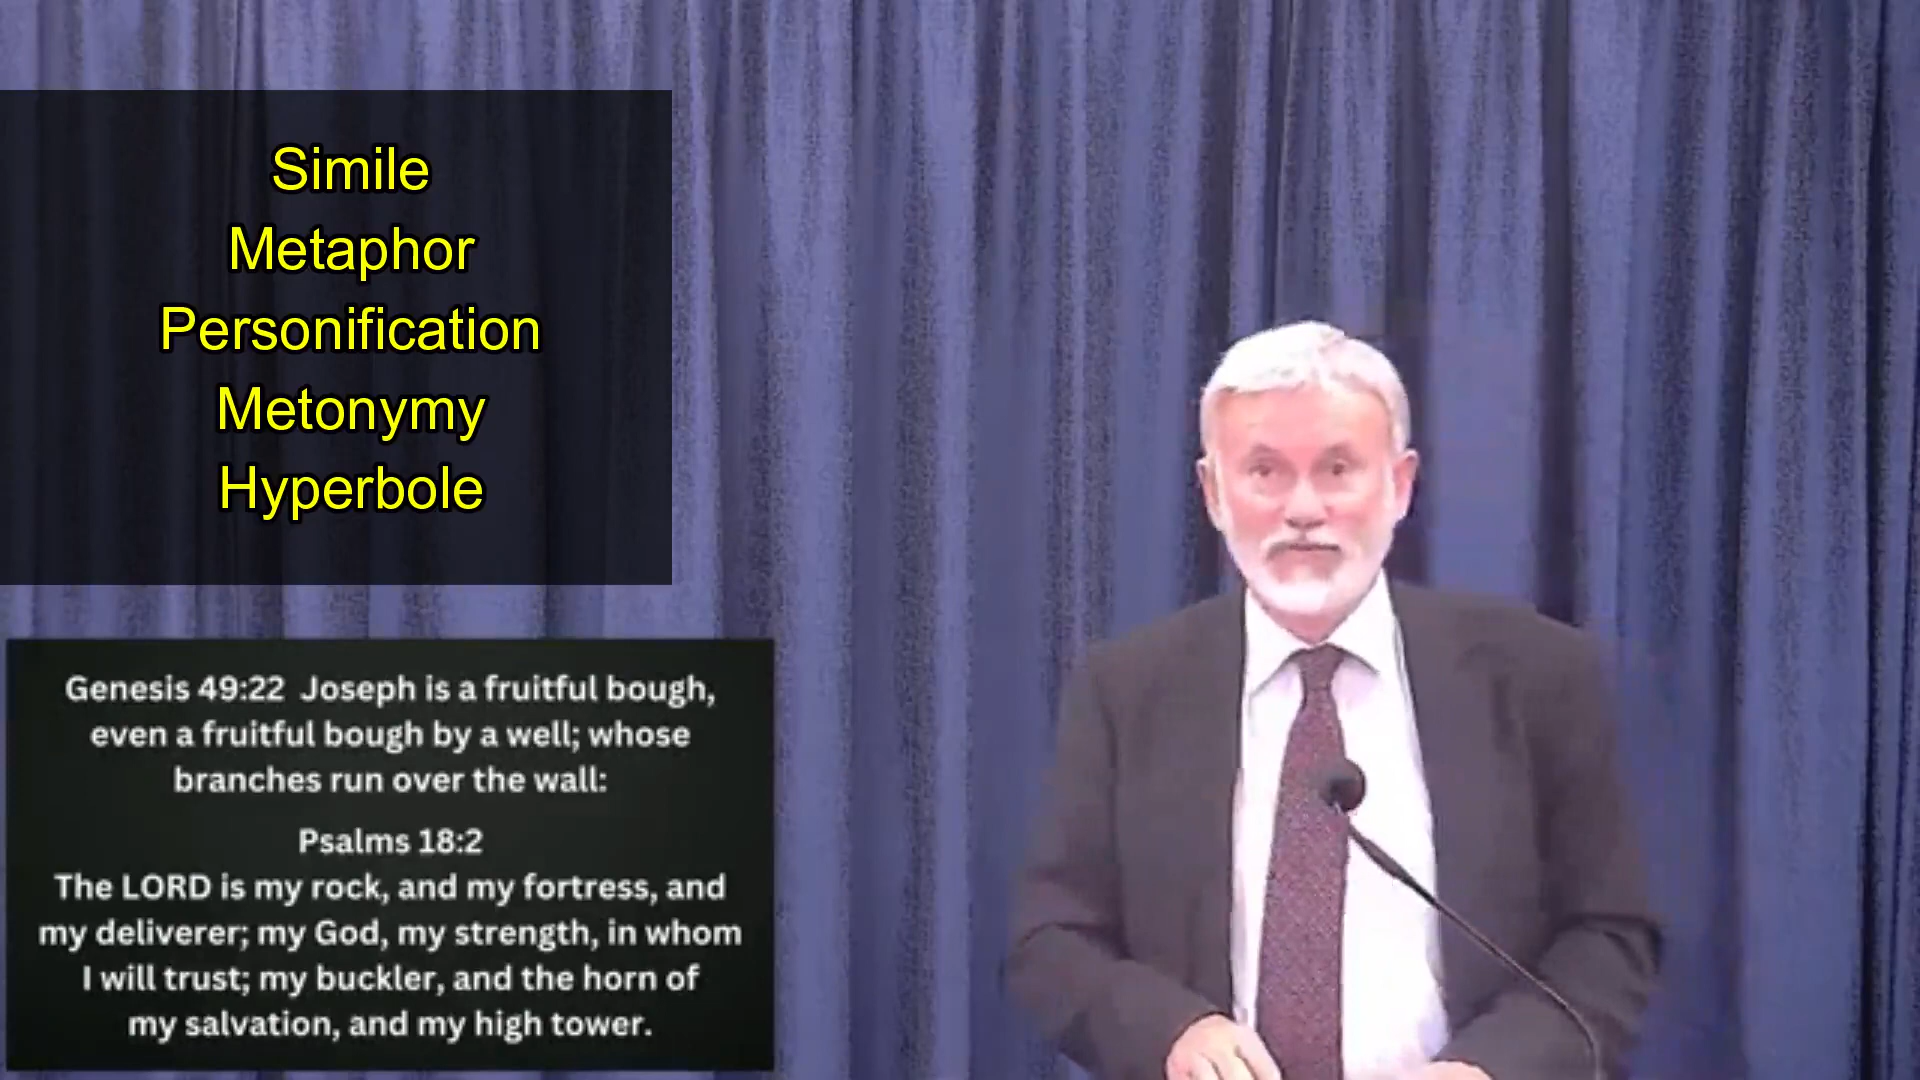 Simile
Metaphor
Personification
Metonymy
Hyperbole
Genesis 49:22 Joseph is a fruitful bough,
even a fruitful bough by a well; whose
branches run over the wall:
Psalms 18:2
The LORD is my rock, and my fortress, and
my deliverer; my God, my strength, in whom
I will trust; my buckler, and the horn of
my salvation, and my high tower.